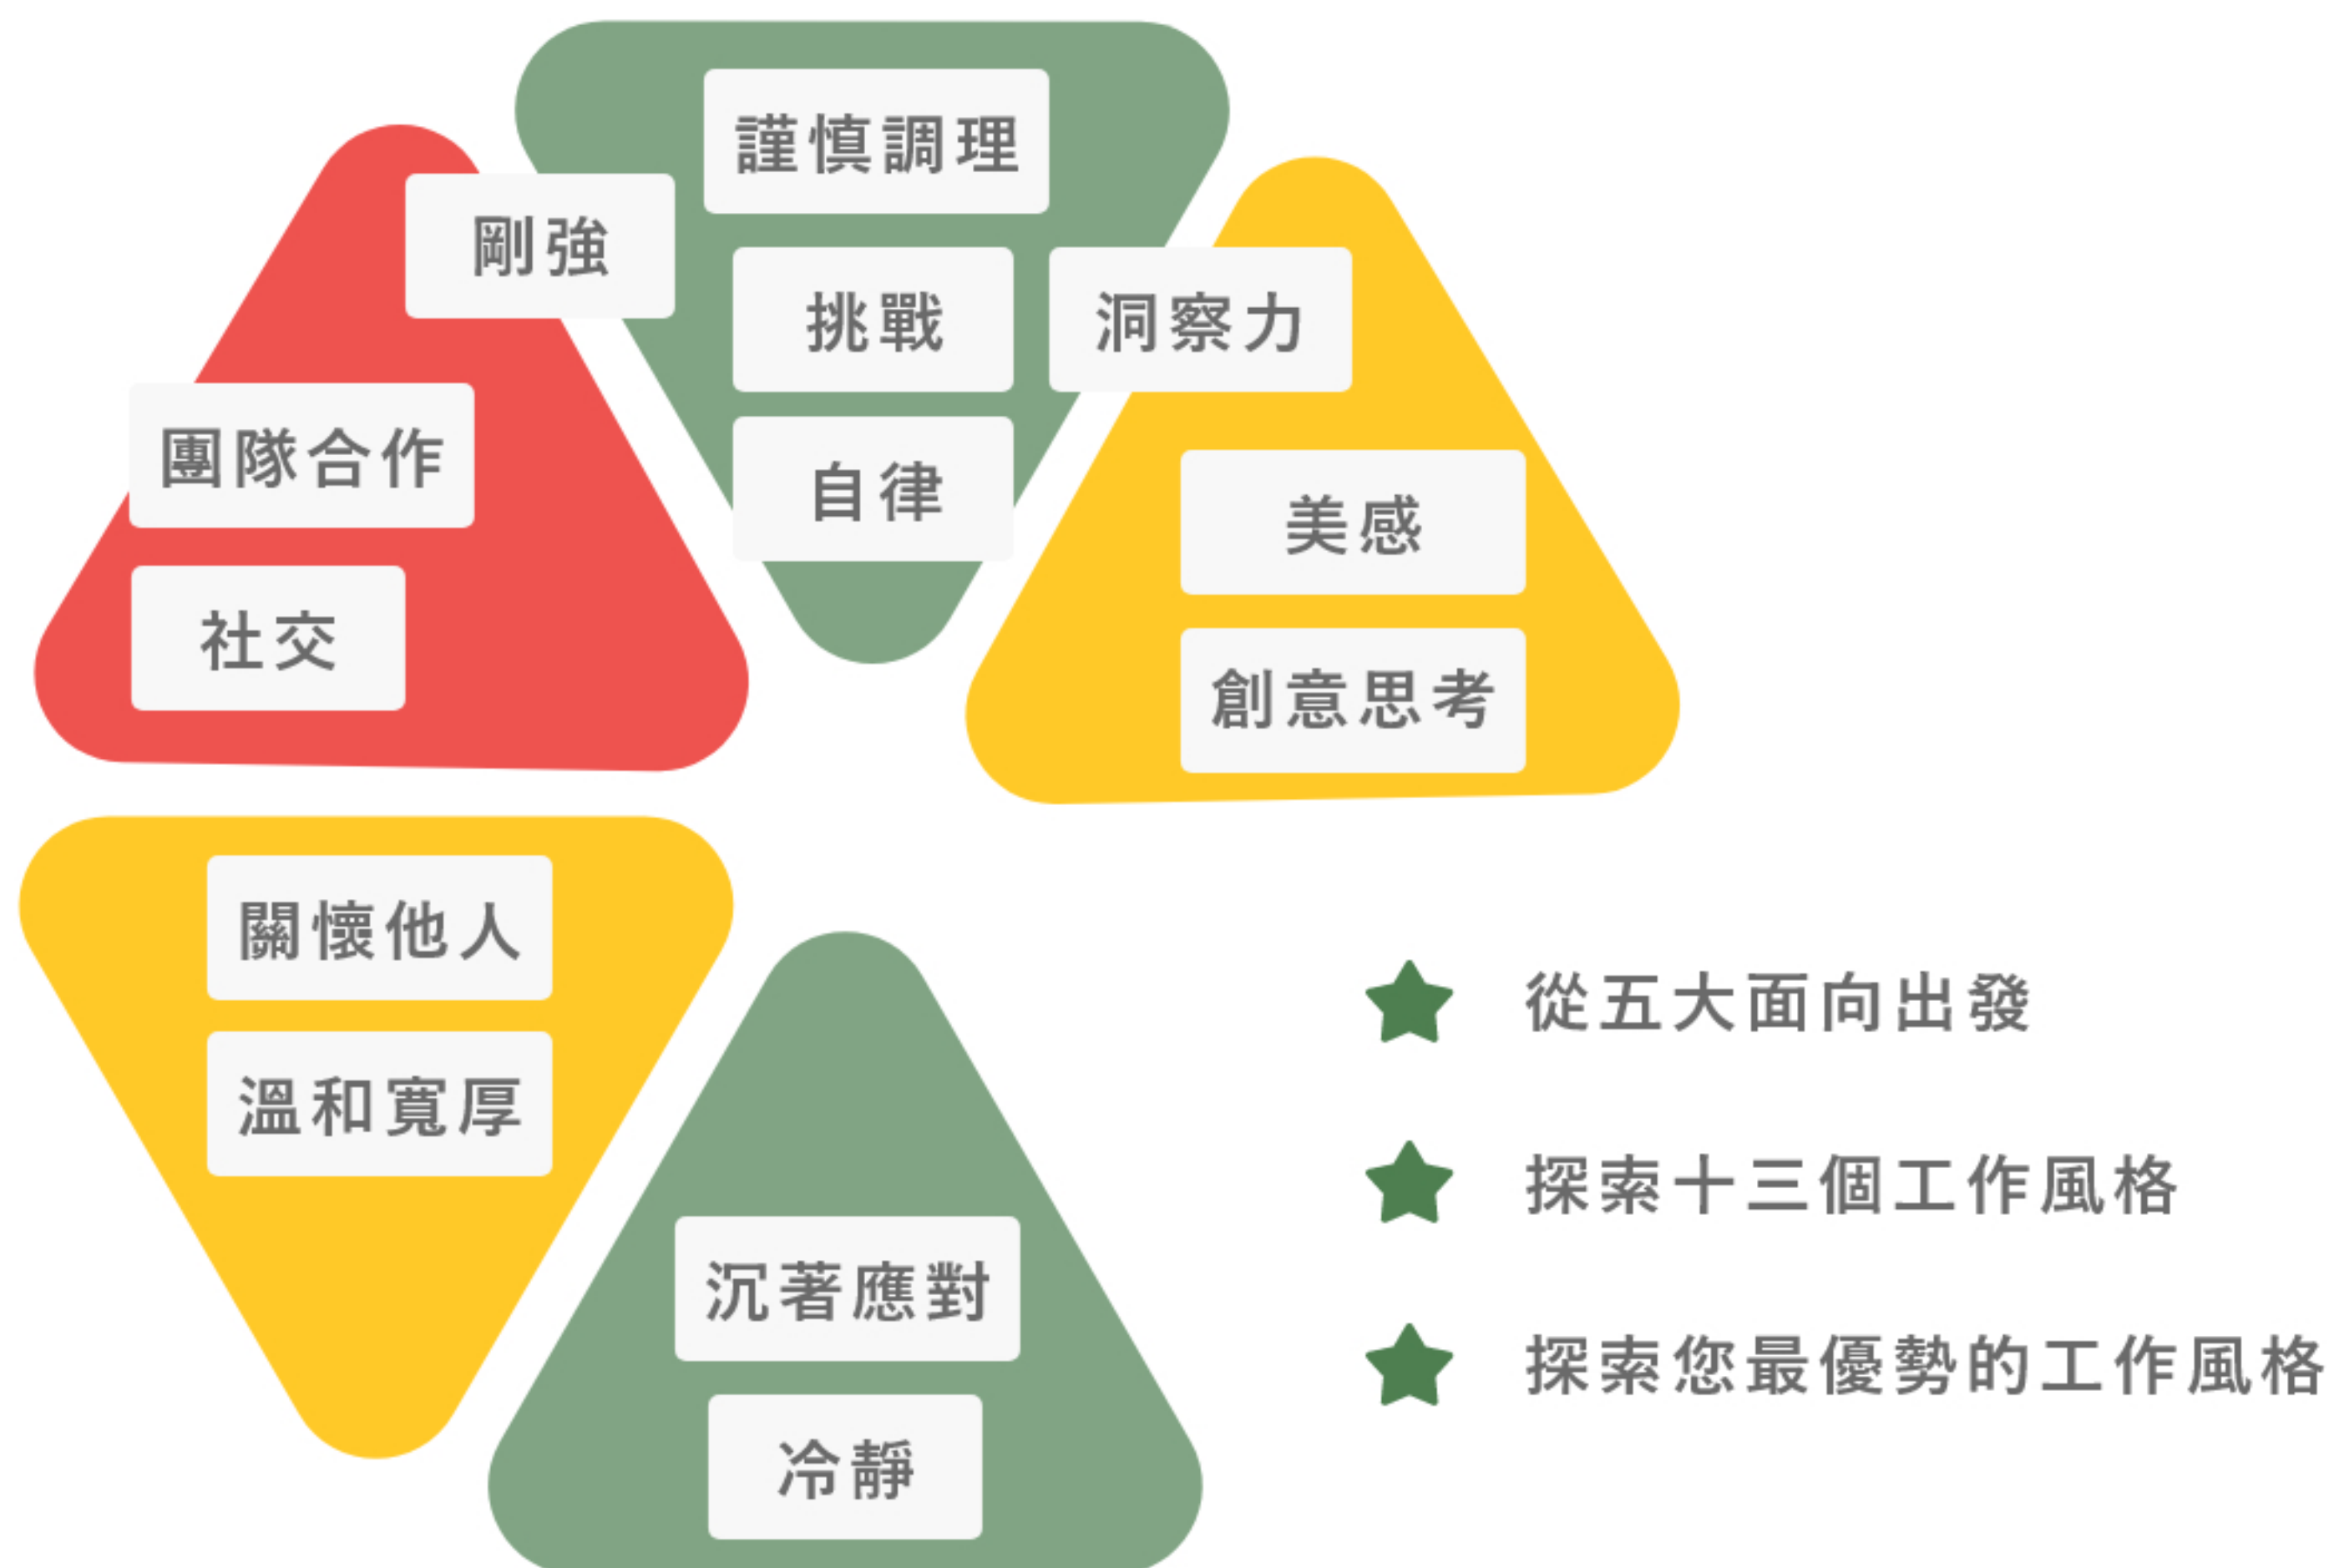 謹慎調理
剛強
挑戰
洞察力
自律
團隊合作
社交
美感
創意思考
關懷他人
溫和寬厚
沉著應對
冷靜
從五大面向出發
探索十三個工作風格
探索您最優勢的工作風格